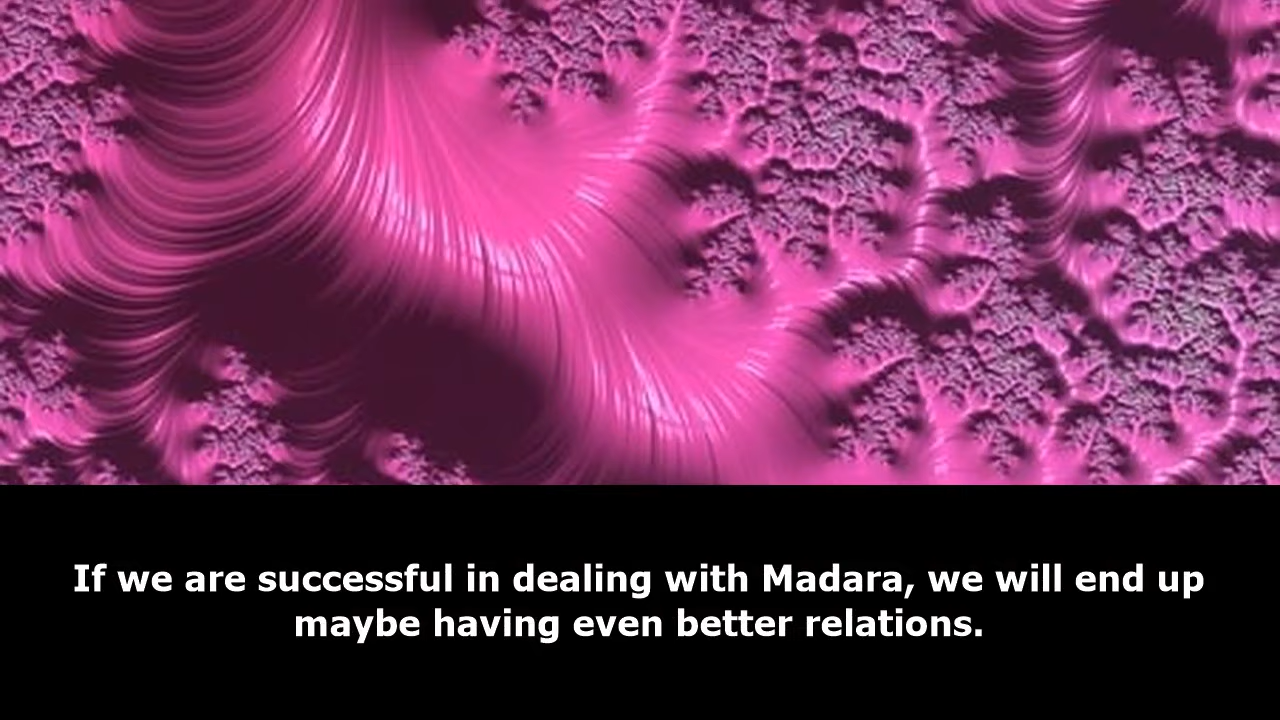 If we are successful in dealing with Madara, we will end up
maybe having even better relations.